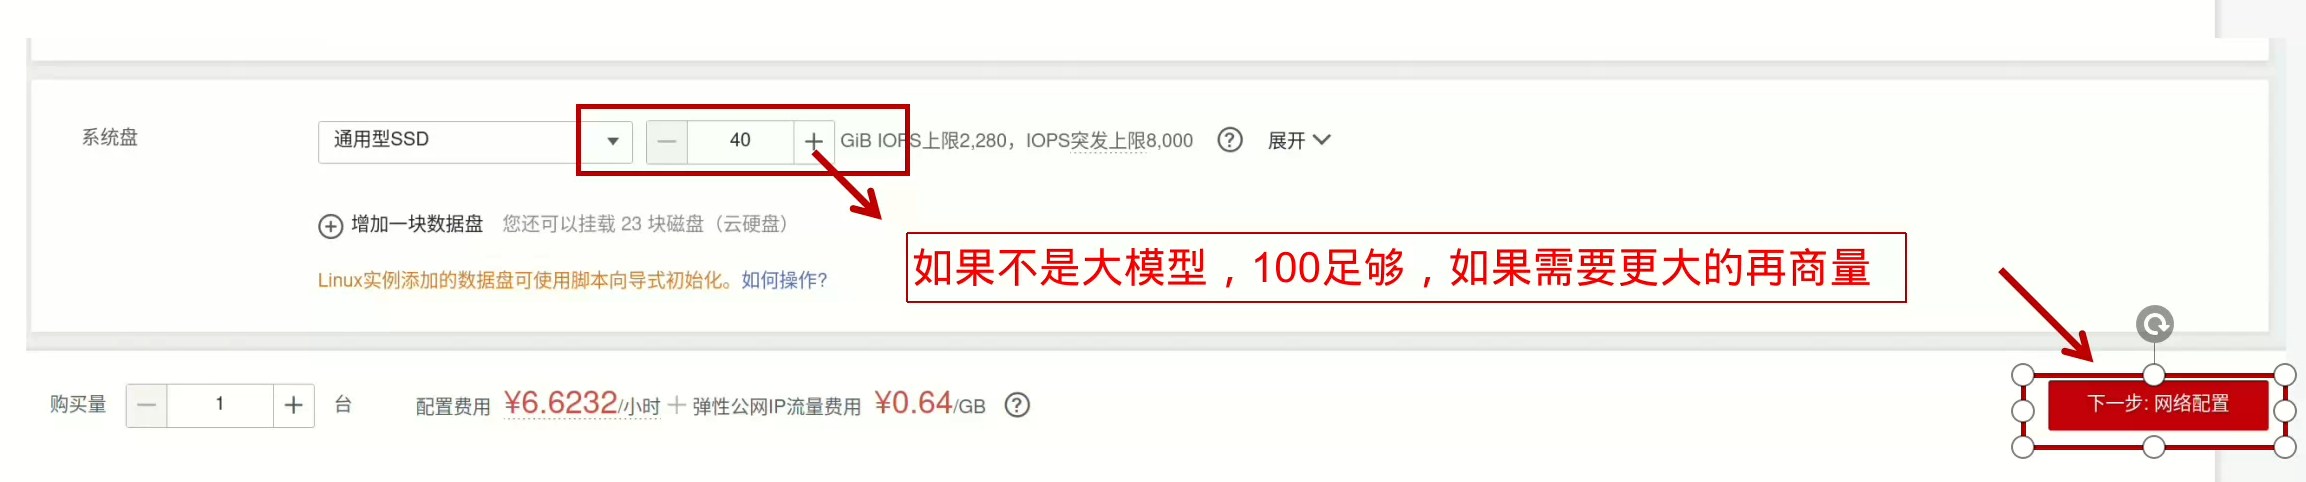 系统盘 通用型SSD 40 GiB IOPS上限2,280，IOPS突发上限8,000 展开
增加一块数据盘 您还可以挂载 23 块磁盘（云硬盘）
如果不是大模型，100足够，如果需要更大的再商量
Linux实例添加的数据盘可使用脚本向导式初始化。如何操作?
购买量 1 台 配置费用 ¥6.6232/小时 + 弹性公网IP流量费用 ¥0.64/GB 下一步: 网络配置